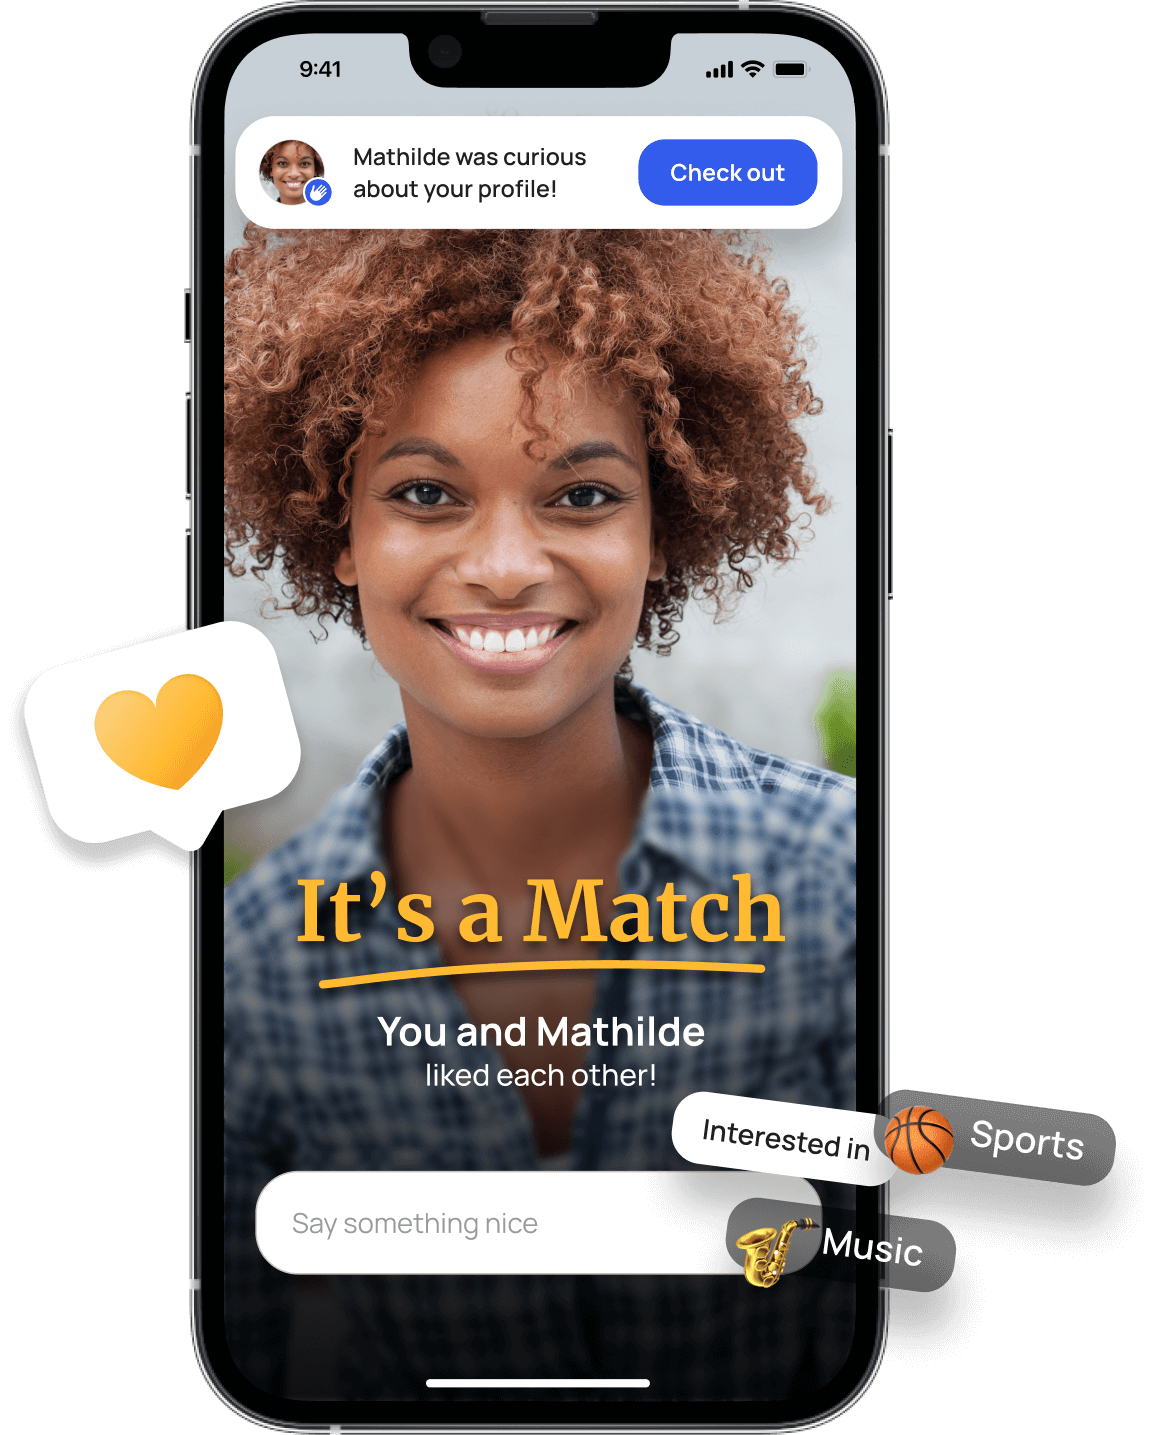 9:41
Mathilde was curious
about your profile!
Check out
It’s a Match
You and Mathilde
liked each other!
Interested in
Sports
Say something nice
Music